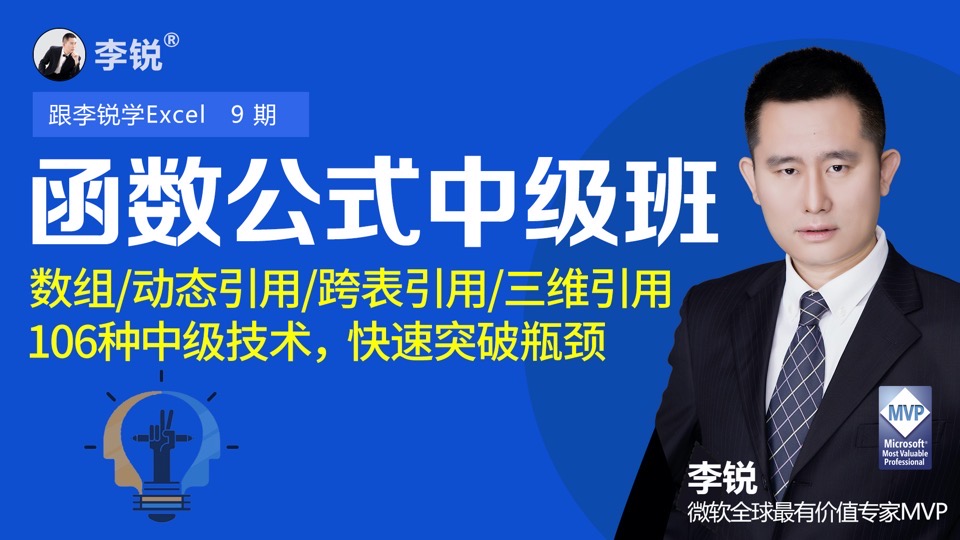 李锐®
跟李锐学Excel 9 期
函数公式中级班
数组/动态引用/跨表引用/三维引用
106种中级技术，快速突破瓶颈
MVP
Microsoft®
Most Valuable
Professional
李锐
微软全球最有价值专家MVP